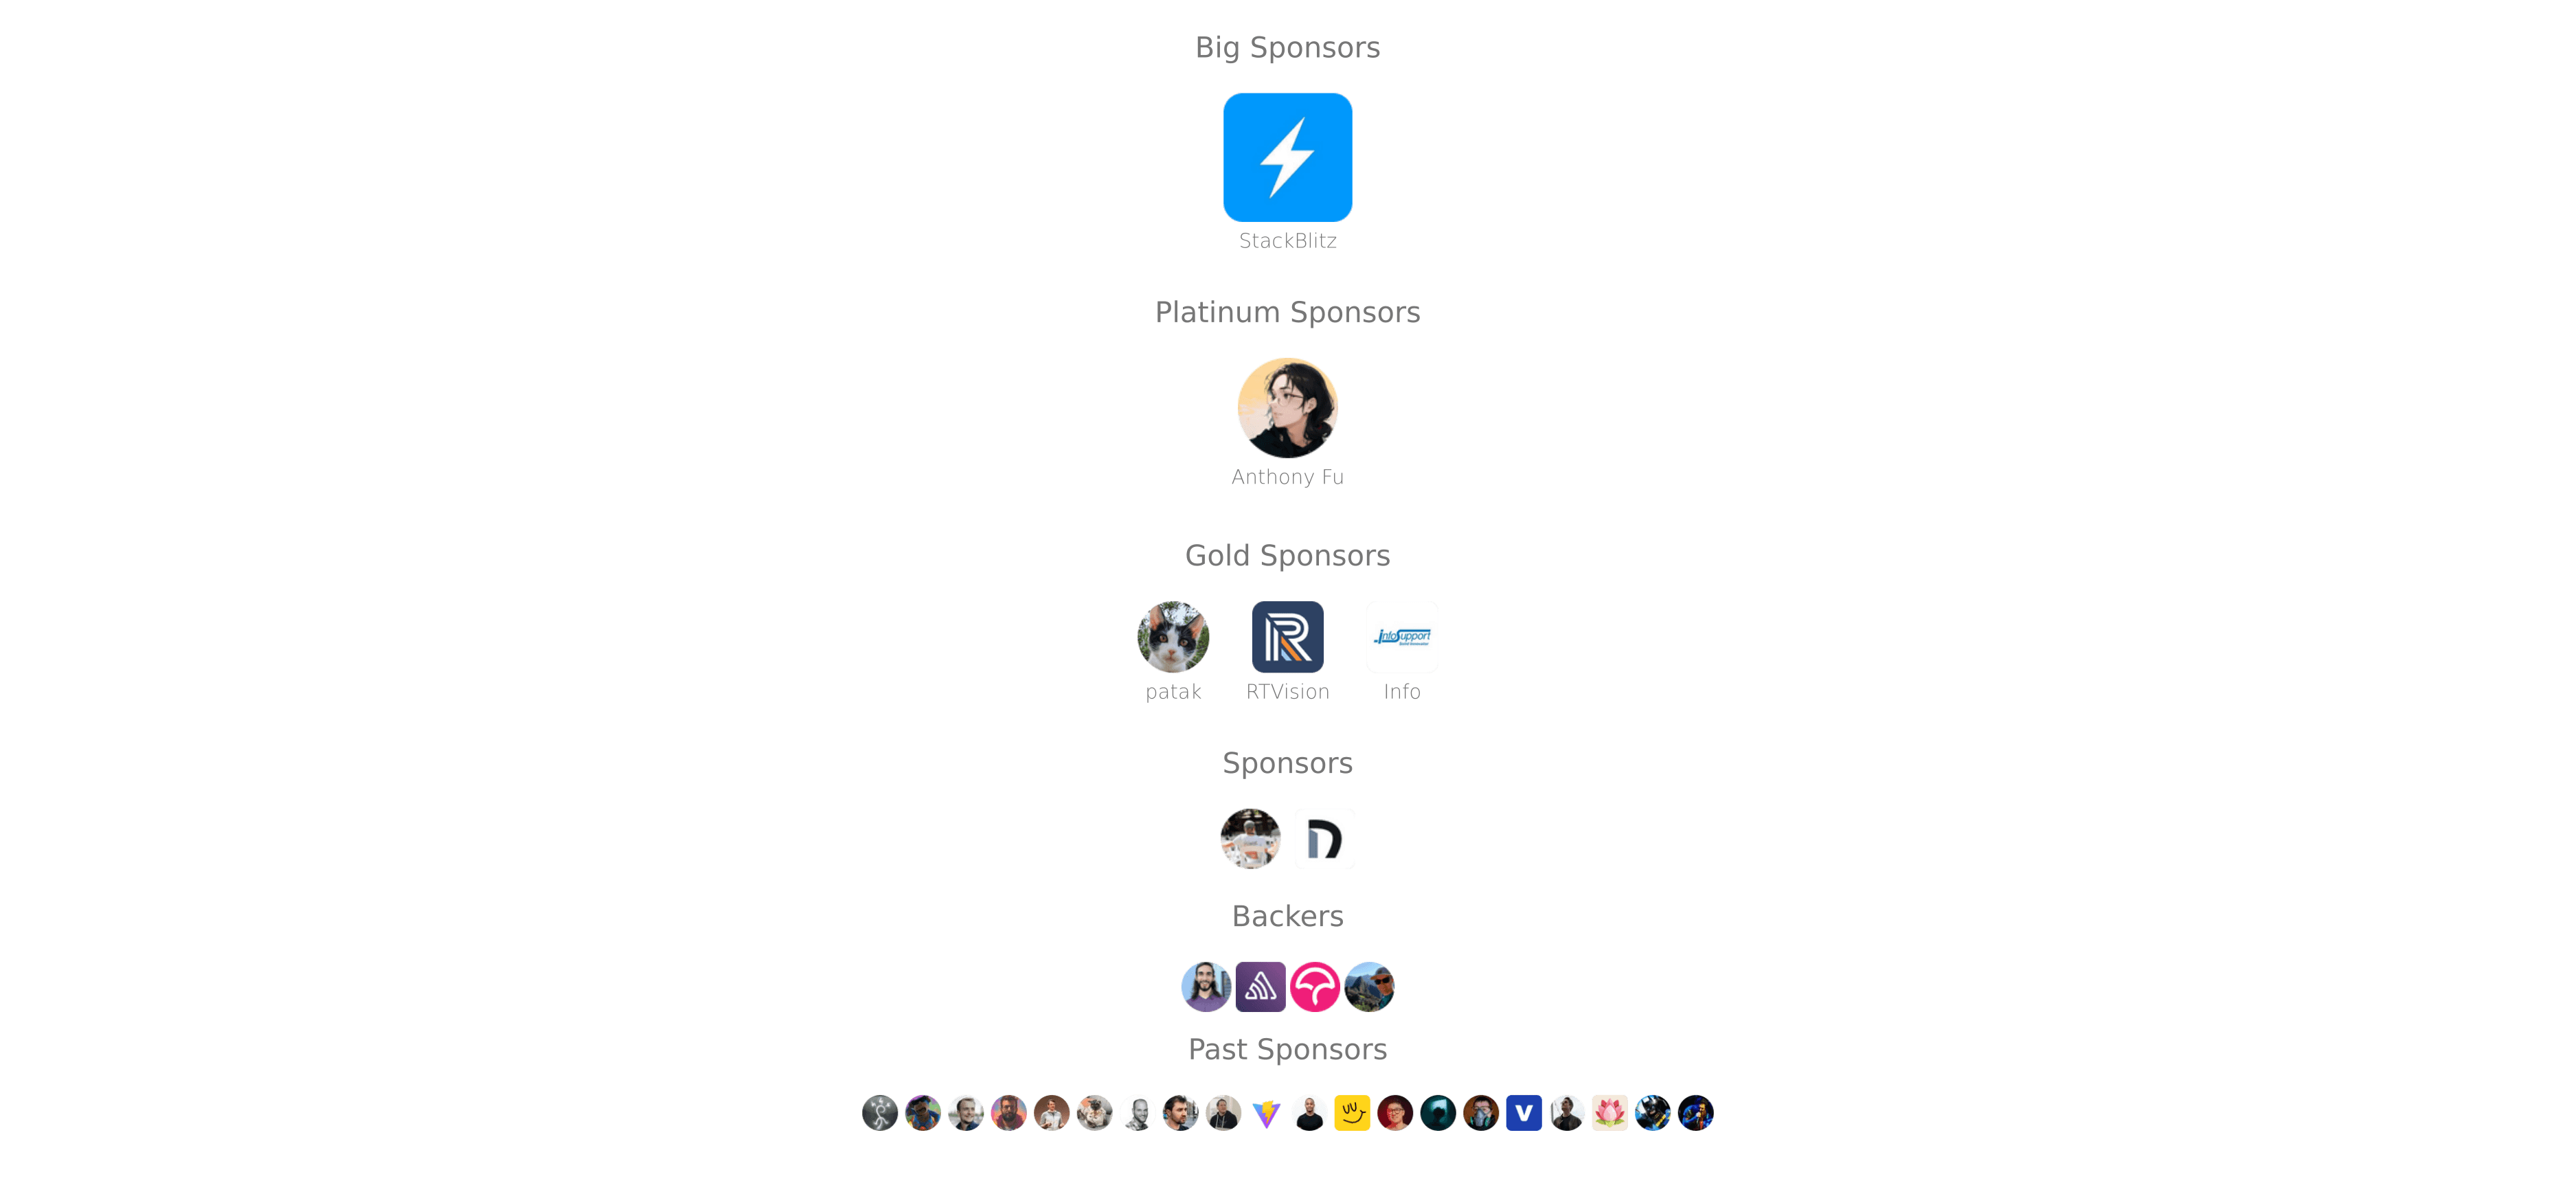 Big Sponsors
StackBlitz
Platinum Sponsors
Anthony Fu
Gold Sponsors
infoSupport
patak RTVision Info
Sponsors
Backers
Past Sponsors
V